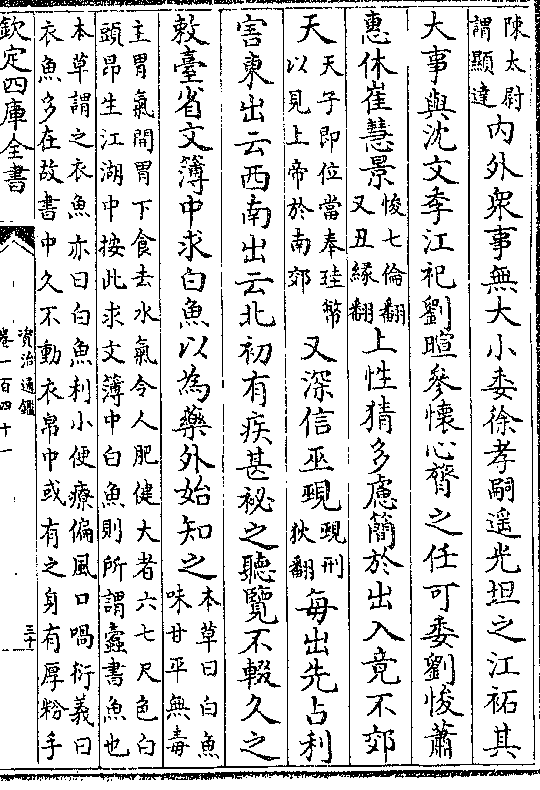 陳太尉
謂顯達
内外衆事無大小委徐孝嗣遥光坦之江祏其
大事與沈文季江祀劉暄參懷心膂之任可委劉悛蕭
惠休崔慧景
悛七倫翻
又丑縁翻
上性猜多慮簡於出入竟不郊
天
天子即位當奉珪幣
以見上帝於南郊
又深信巫覡
覡刑
狄翻
每出先占利
害東出云西南出云北初有疾甚祕之聽覽不輟久之
敕臺省文簿中求白魚以為藥外始知之
本草曰白魚
味甘平無毒
主胃氣開胃下食去水氣令人肥健大者六七尺色白
頭昂生江湖中按此求文簿中白魚則所謂蠹書魚也
本草謂之衣魚亦曰白魚利小便療偏風口喎衍義曰
衣魚多在故書中久不動衣帛中或有之身有厚粉手
欽定四庫全書
資治通鑑
卷一百四十一
三十